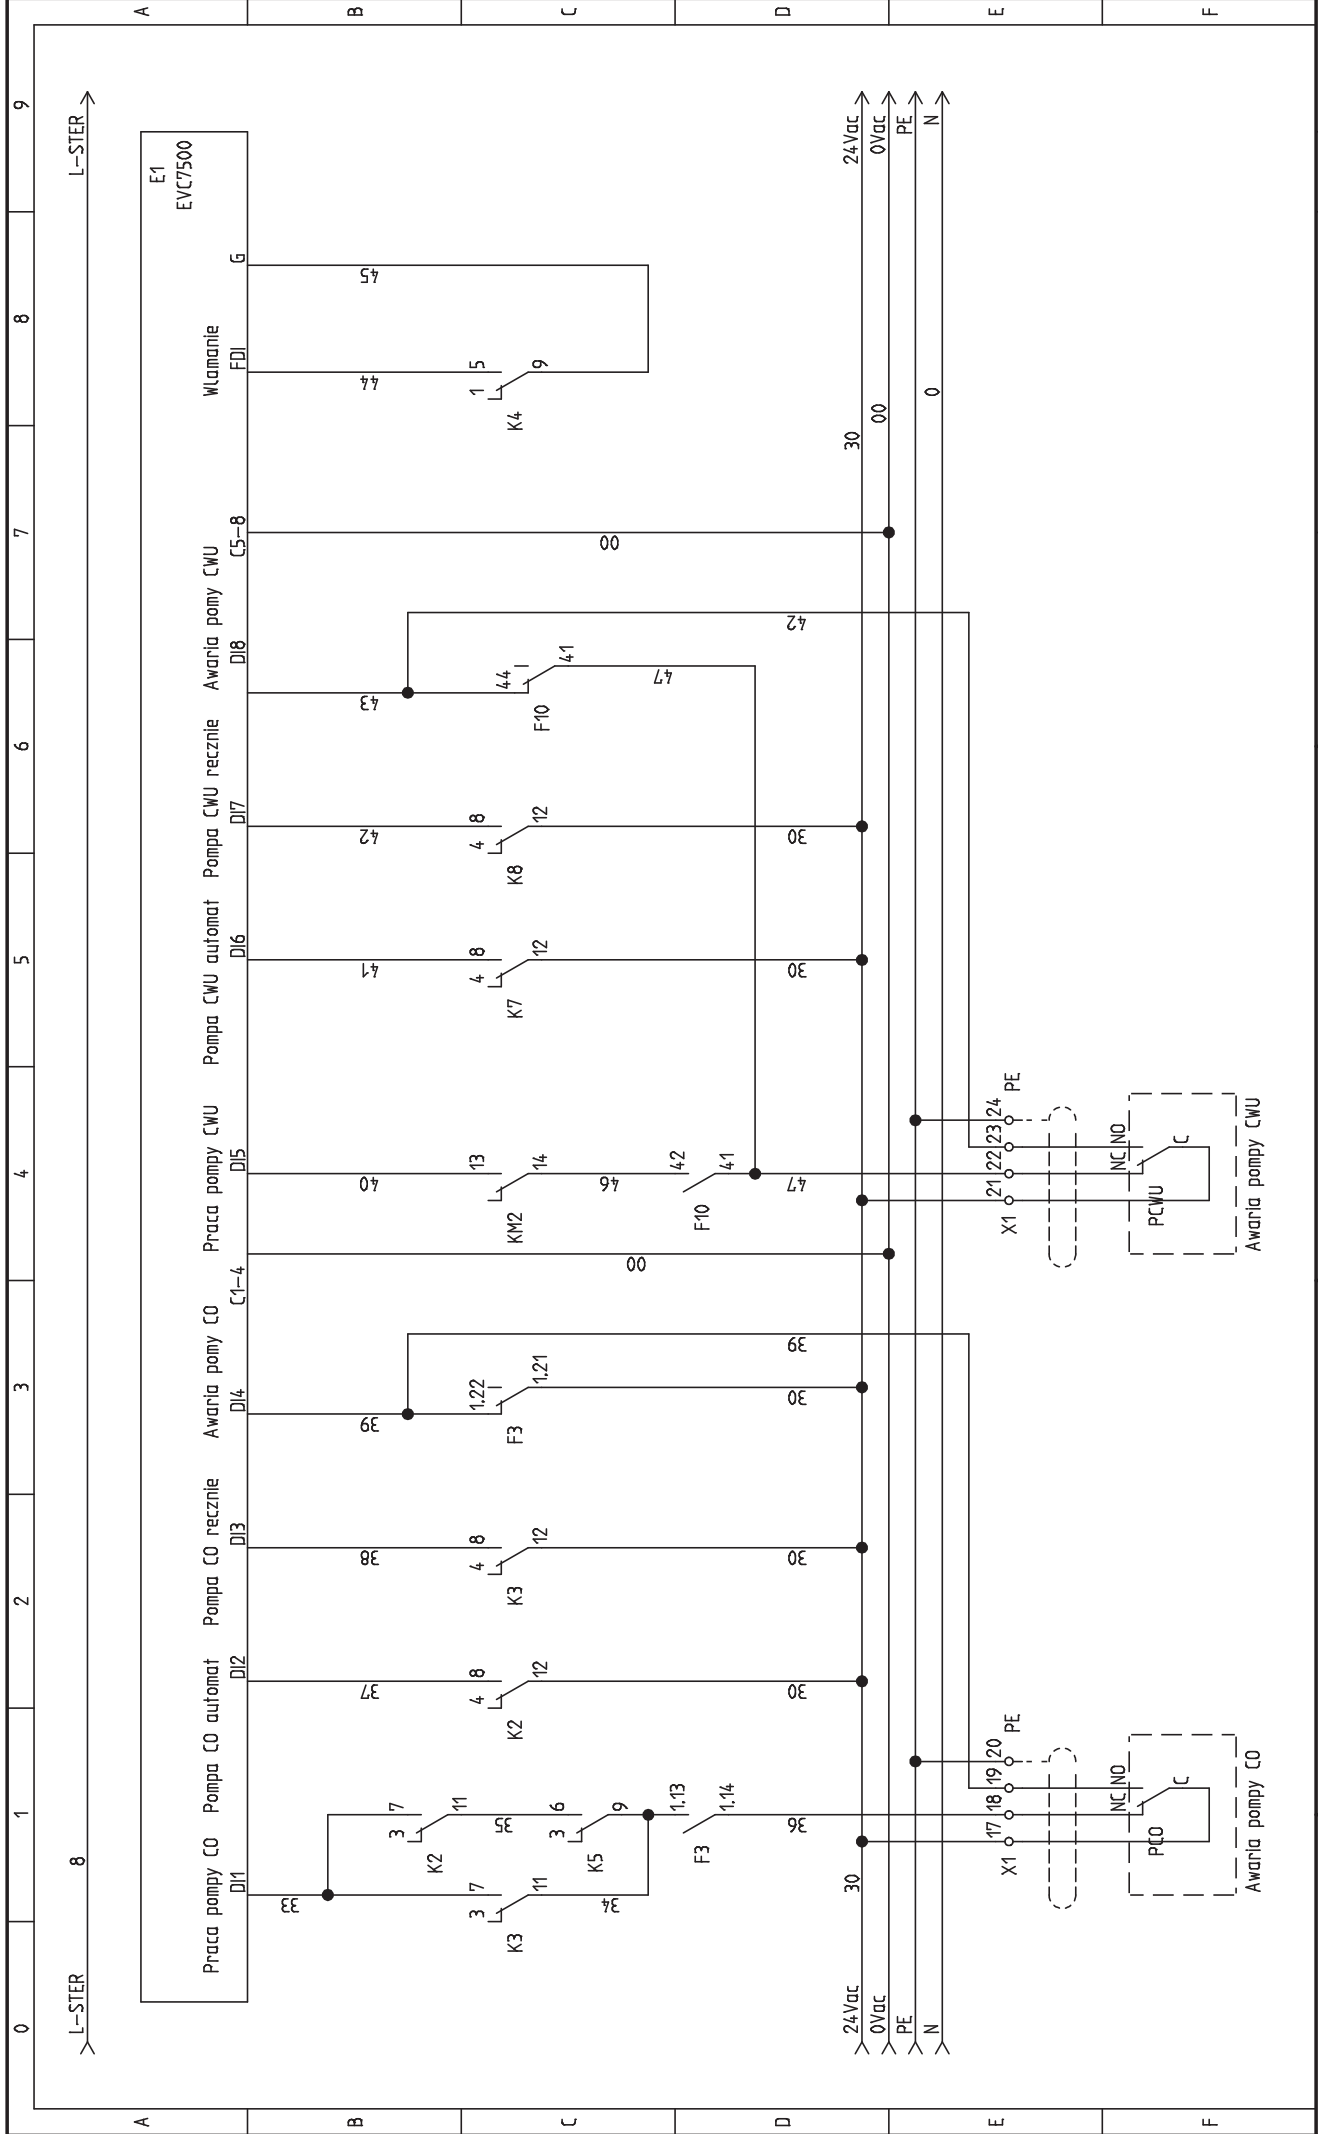 0 1 2 3 4 5 6 7 8 9
A
B
C
D
E
F
A
B
C
D
E
F
L-STER
8
L-STER
E1
EVC7500
Praca pompy CO
Pompa CO automat
Pompa CO recznie
Awaria pomy CO
Praca pompy CWU
Pompa CWU automat
Pompa CWU recznie
Awaria pomy CWU
Wlamanie
DI1
DI2
DI3
DI4
C1-4
DI5
DI6
DI7
DI8
C5-8
FDI
G
33
37
38
39
40
41
42
43
44
45
3 7
K2
11
35
3 7
K3
11
34
3 6
K5
9
4 8
K2
12
4 8
K3
12
1.22
F3
1.21
13
KM2
14
46
00
4 8
K7
12
4 8
K8
12
44
F10
41
47
00
1 5
K4
9
1.13
F3
1.14
36
30
30
30
39
42
F10
41
47
30
30
42
24Vac
30
30
24Vac
0Vac
00
0Vac
PE
PE
N
0
N
X1
17 18 19 20
PE
X1
21 22 23 24
PE
PCO
NC NO
C
Awaria pompy CO
PCWU
NC NO
C
Awaria pompy CWU